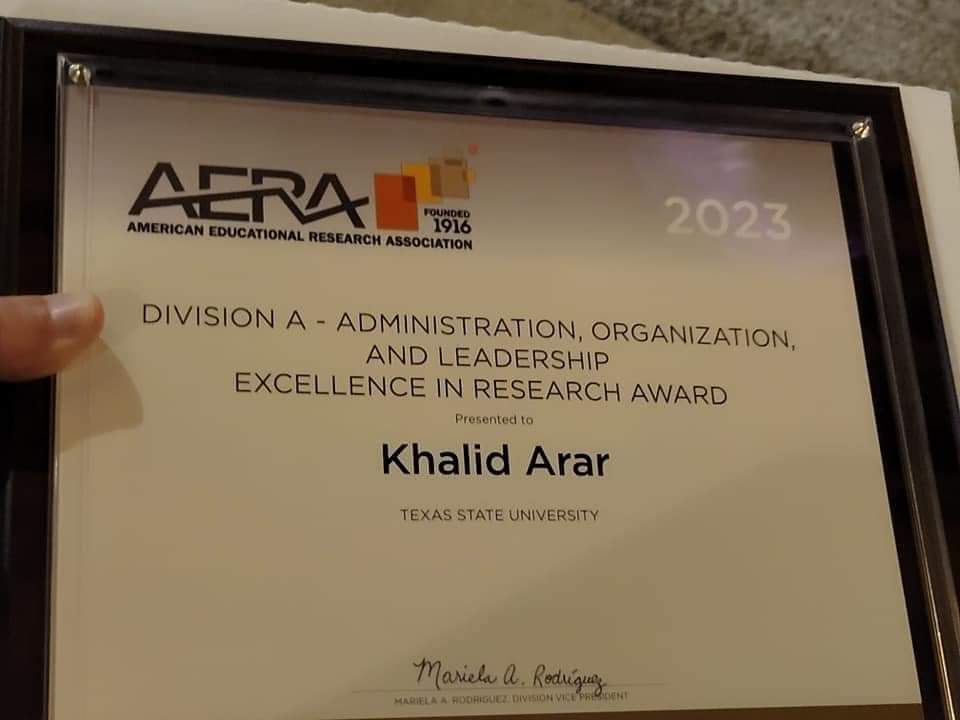 AERA
FOUNDED
1916
AMERICAN EDUCATIONAL RESEARCH ASSOCIATION
2023
DIVISION A - ADMINISTRATION, ORGANIZATION,
AND LEADERSHIP
EXCELLENCE IN RESEARCH AWARD
Presented to
Khalid Arar
TEXAS STATE UNIVERSITY
Mariela A. Rodríguez
MARIELA A. RODRIGUEZ, DIVISION VICE PRESIDENT